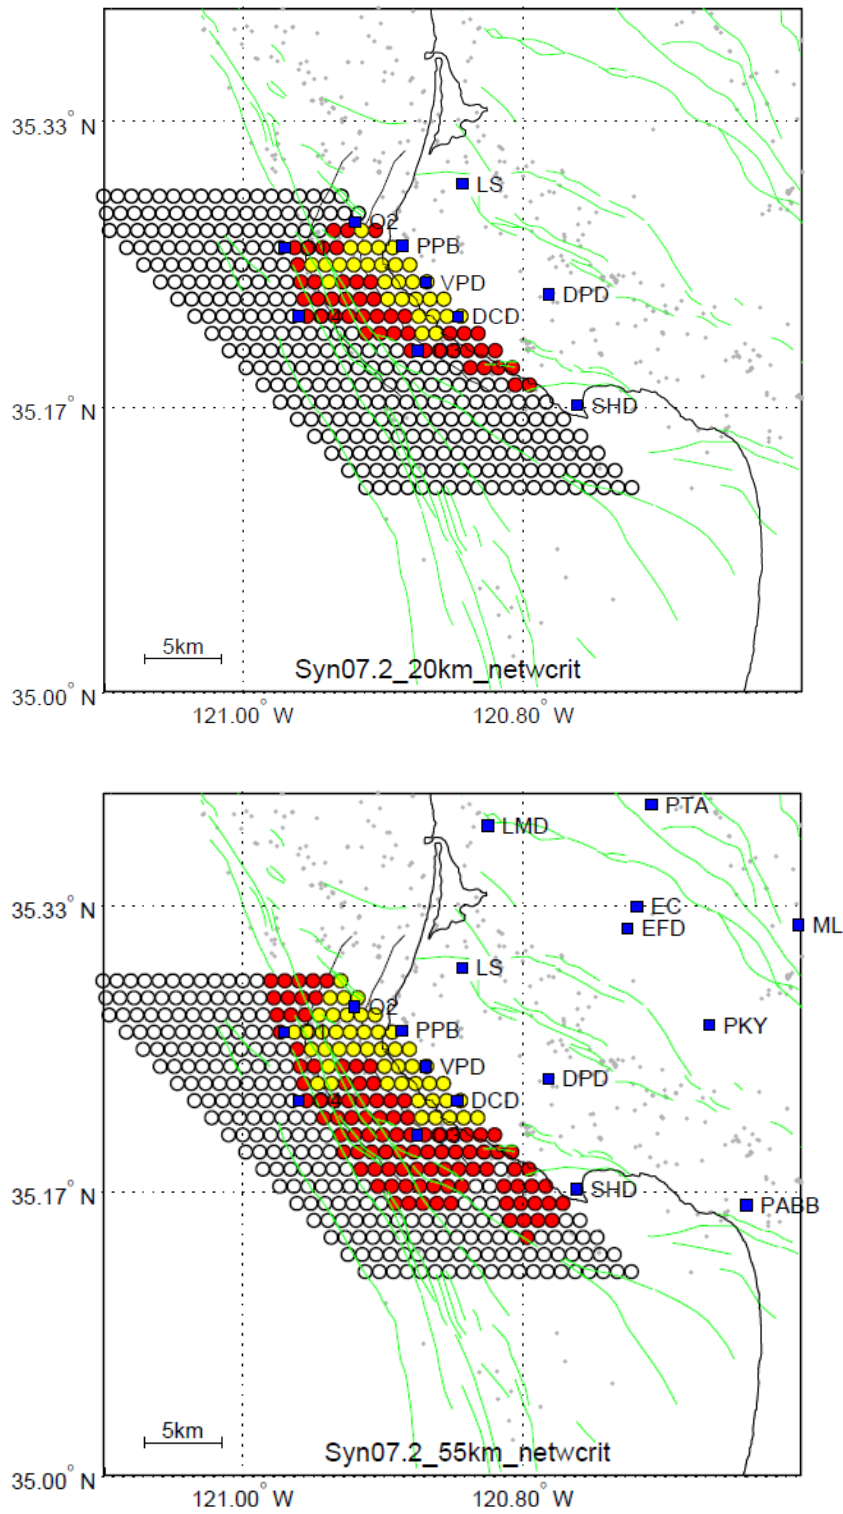 35.33° N
LS
O2
PPB
VPD
DPD
DCD
SHD
35.17° N
5km
Syn07.2_20km_netwcrit
35.00° N
121.00° W
120.80° W
PTA
LMD
EC
35.33° N
EFD
ML
LS
O2
PKY
PPB
VPD
DPD
DCD
SHD
35.17° N
PABB
5km
Syn07.2_55km_netwcrit
35.00° N
121.00° W
120.80° W